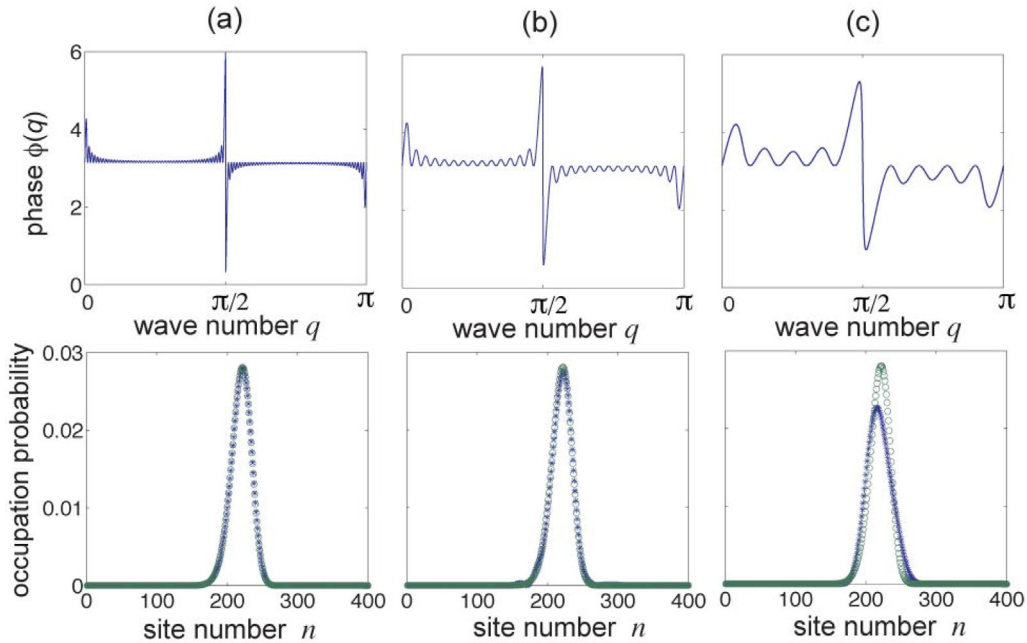 (a) (b) (c)
phase ϕ(q)
6
4
2
0
0 π/2 π
wave number q
0 π/2 π
wave number q
0 π/2 π
wave number q
occupation probability
0.03
0.02
0.01
0
0 100 200 300 400
site number n
0 100 200 300 400
site number n
0 100 200 300 400
site number n